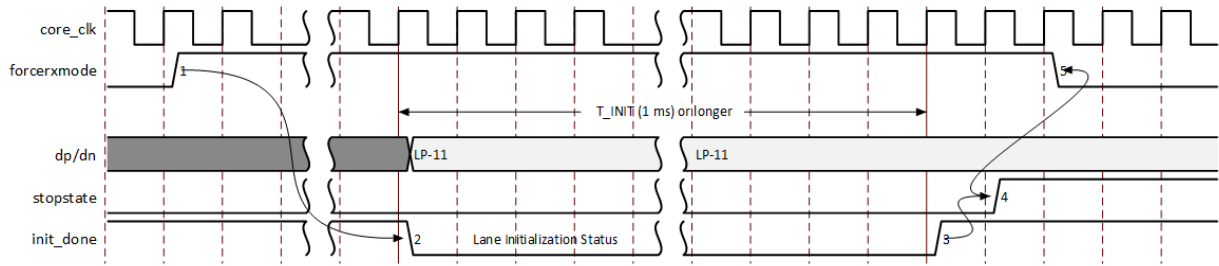 core_clk
forcerxmode
1
5
T_INIT (1 ms) or longer
dp/dn
LP-11
LP-11
stopstate
4
init_done
2
Lane Initialization Status
3